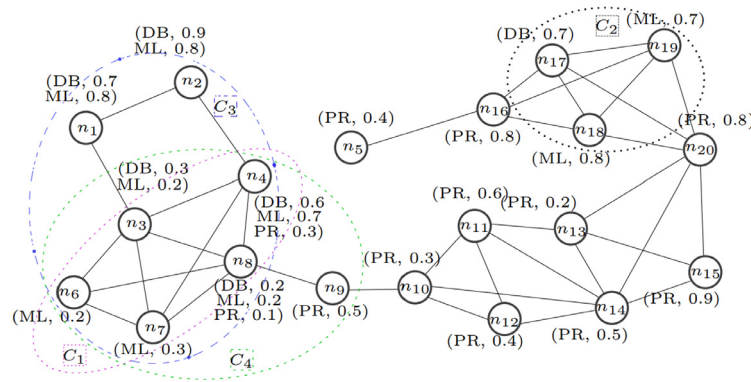 (DB, 0.9
ML, 0.8)
n2
(DB, 0.7
ML, 0.8)
n1
C3
(DB, 0.3
ML, 0.2)
n3
n4
(DB, 0.6
ML, 0.7
PR, 0.3)
n8
(DB, 0.2
ML, 0.2
PR, 0.1)
n6
(ML, 0.2)
n7
(ML, 0.3)
C1
C4
n9
(PR, 0.5)
(PR, 0.4)
n5
(DB, 0.7)
n17
C2
(ML, 0.7)
n19
n16
(PR, 0.8)
n18
(ML, 0.8)
(PR, 0.8)
n20
(PR, 0.6)
n11
(PR, 0.2)
n13
(PR, 0.3)
n10
n12
(PR, 0.4)
n14
(PR, 0.5)
n15
(PR, 0.9)